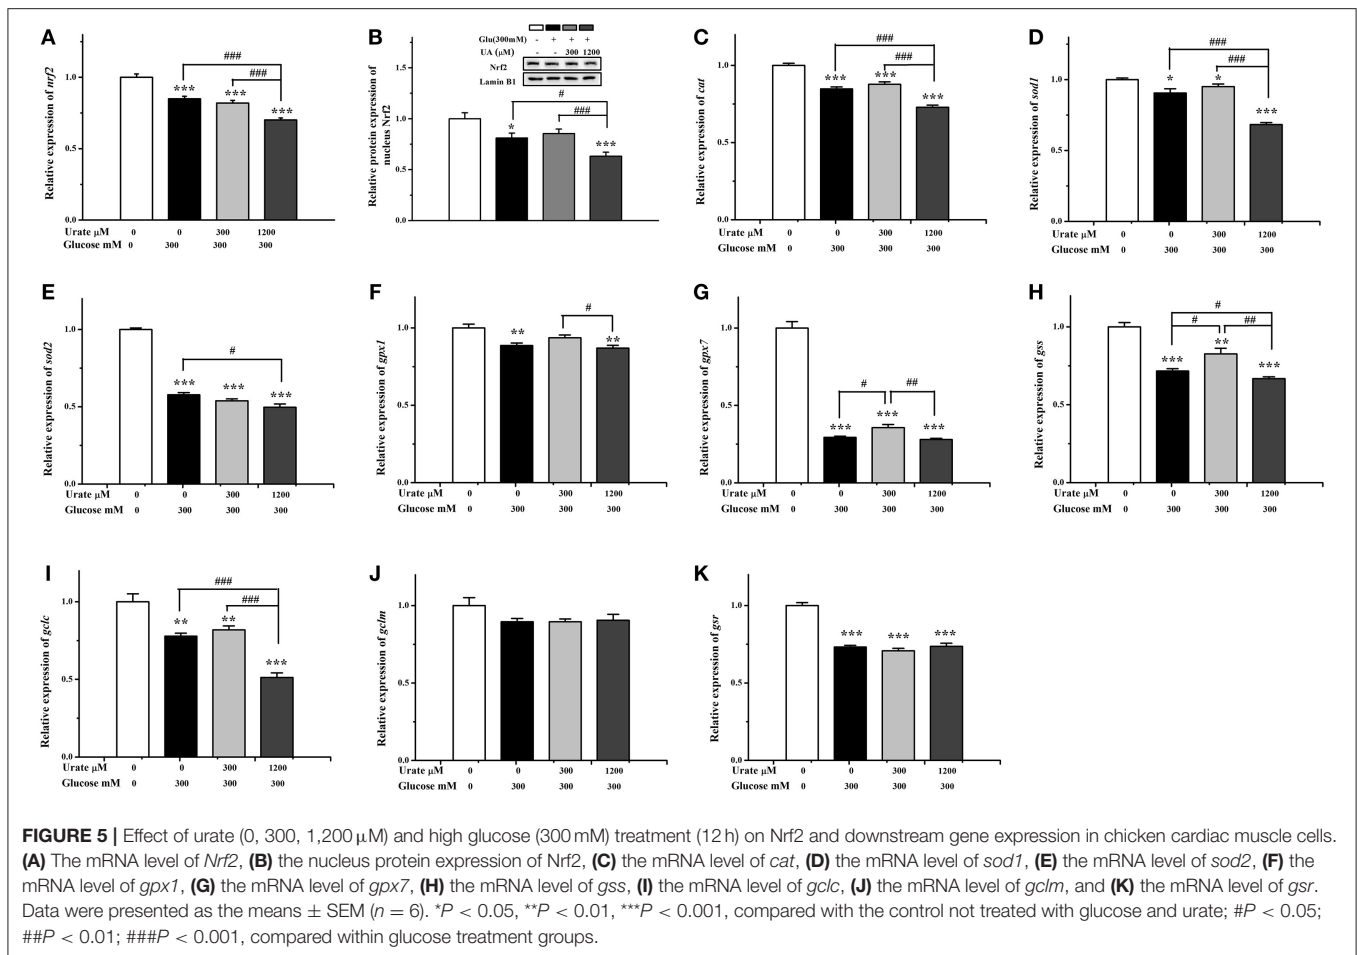 A
Relative expression of nrf2
1.0
0.5
0.0
***
***
***
###
###
Urate μM 0 0 300 1200
Glucose mM 0 300 300 300
B
Glu(300mM) - + + +
UA (μM) - - 300 1200
Nrf2
Lamin B1
Relative protein expression of
nucleus Nrf2
1.5
1.0
0.5
0.0
*
***
#
###
C
Relative expression of cat
1.0
0.75
0.5
0.0
***
***
***
###
###
Urate μM 0 0 300 1200
Glucose mM 0 300 300 300
D
Relative expression of sod1
1.0
0.5
0.0
*
*
***
###
###
0 0 300 1200
0 300 300 300
E
Relative expression of sod2
1.0
0.5
0.0
***
***
***
#
Urate μM 0 0 300 1200
Glucose mM 0 300 300 300
F
Relative expression of gpx1
1.0
0.5
0.0
**
**
#
Urate μM 0 0 300 1200
Glucose mM 0 300 300 300
G
Relative expression of gpx7
1.0
0.5
0.0
***
***
***
#
##
Urate μM 0 0 300 1200
Glucose mM 0 300 300 300
H
Relative expression of gss
1.0
0.5
0.0
***
**
***
#
#
##
Urate μM 0 0 300 1200
Glucose mM 0 300 300 300
I
Relative expression of gclc
1.0
0.5
0.0
**
**
***
###
###
Urate μM 0 0 300 1200
Glucose mM 0 300 300 300
J
Relative expression of gclm
1.0
0.5
0.0
Urate μM 0 0 300 1200
Glucose mM 0 300 300 300
K
Relative expression of gsr
1.0
0.5
0.0
***
***
***
Urate μM 0 0 300 1200
Glucose mM 0 300 300 300
FIGURE 5 | Effect of urate (0, 300, 1,200 μM) and high glucose (300 mM) treatment (12 h) on Nrf2 and downstream gene expression in chicken cardiac muscle cells.
(A) The mRNA level of Nrf2, (B) the nucleus protein expression of Nrf2, (C) the mRNA level of cat, (D) the mRNA level of sod1, (E) the mRNA level of sod2, (F) the
mRNA level of gpx1, (G) the mRNA level of gpx7, (H) the mRNA level of gss, (I) the mRNA level of gclc, (J) the mRNA level of gclm, and (K) the mRNA level of gsr.
Data were presented as the means ± SEM (n = 6). *P < 0.05, **P < 0.01, ***P < 0.001, compared with the control not treated with glucose and urate; #P < 0.05;
##P < 0.01; ###P < 0.001, compared within glucose treatment groups.